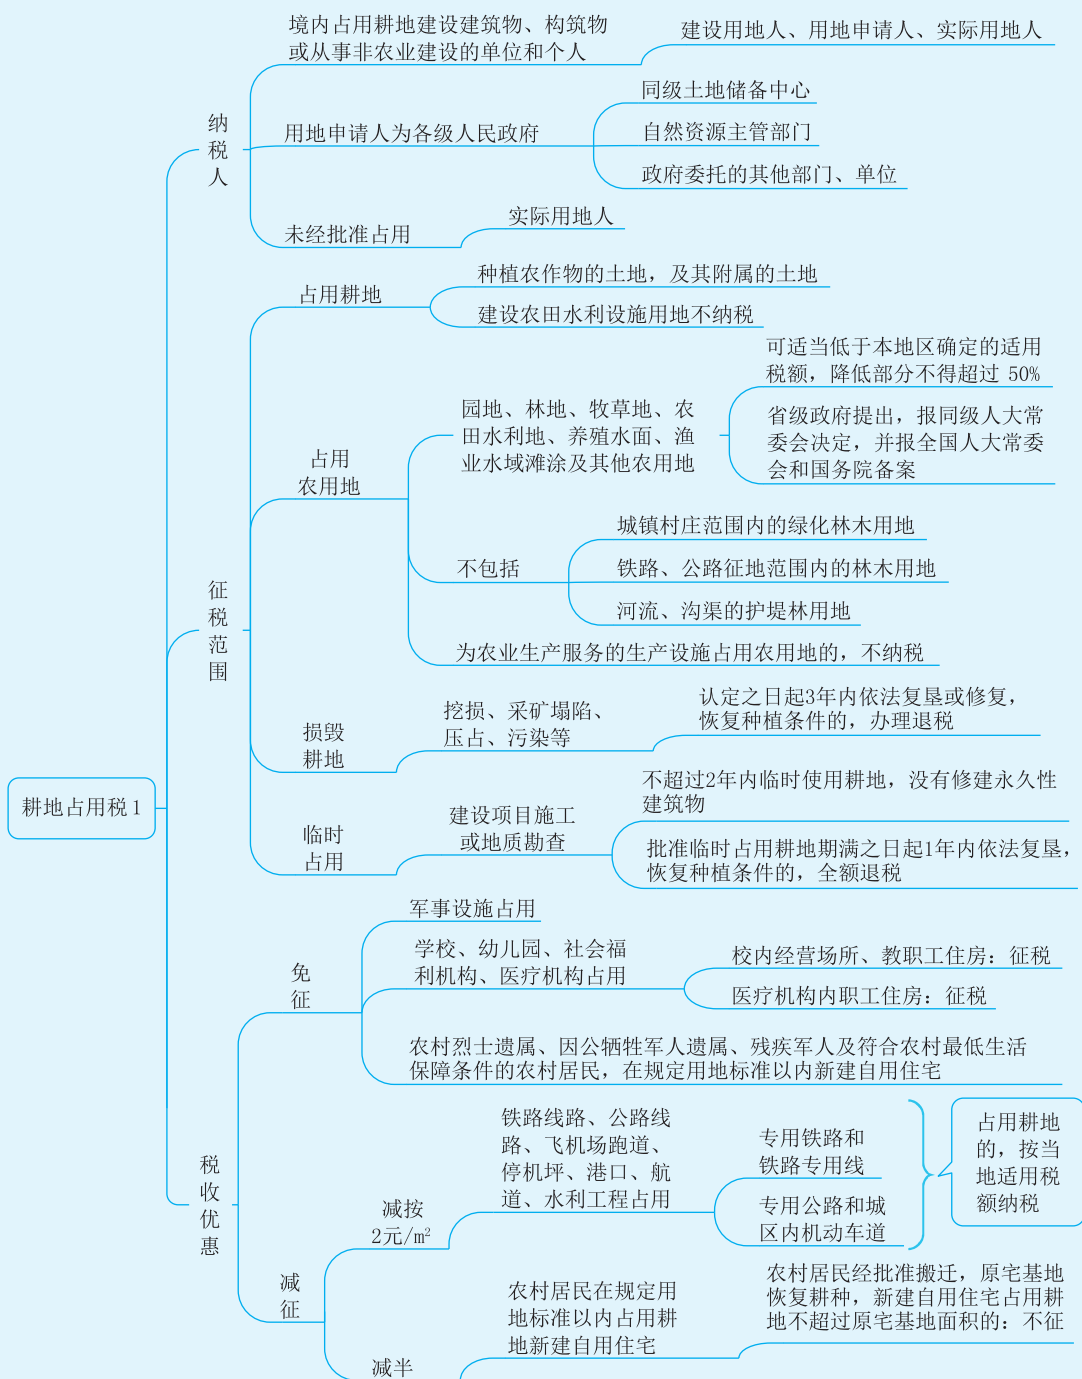 耕地占用税1
纳
税
人
境内占用耕地建设建筑物、构筑物
或从事非农业建设的单位和个人
建设用地人、用地申请人、实际用地人
用地申请人为各级人民政府
同级土地储备中心
自然资源主管部门
政府委托的其他部门、单位
未经批准占用
实际用地人
征
税
范
围
占用耕地
种植农作物的土地，及其附属的土地
建设农田水利设施用地不纳税
占用
农用地
园地、林地、牧草地、农
田水利地、养殖水面、渔
业水域滩涂及其他农用地
可适当低于本地区确定的适用
税额，降低部分不得超过 50%
省级政府提出，报同级人大常
委会决定，并报全国人大常委
会和国务院备案
不包括
城镇村庄范围内的绿化林木用地
铁路、公路征地范围内的林木用地
河流、沟渠的护堤林用地
为农业生产服务的生产设施占用农用地的，不纳税
损毁
耕地
挖损、采矿塌陷、
压占、污染等
认定之日起3年内依法复垦或修复，
恢复种植条件的，办理退税
临时
占用
建设项目施工
或地质勘查
不超过2年内临时使用耕地，没有修建永久性
建筑物
批准临时占用耕地期满之日起1年内依法复垦，
恢复种植条件的，全额退税
税
收
优
惠
免
征
军事设施占用
学校、幼儿园、社会福
利机构、医疗机构占用
校内经营场所、教职工住房：征税
医疗机构内职工住房：征税
农村烈士遗属、因公牺牲军人遗属、残疾军人及符合农村最低生活
保障条件的农村居民，在规定用地标准以内新建自用住宅
减
征
减按
2元/m²
铁路线路、公路线
路、飞机场跑道、
停机坪、港口、航
道、水利工程占用
专用铁路和
铁路专用线
专用公路和城
区内机动车道
占用耕地
的，按当
地适用税
额纳税
减半
农村居民在规定用
地标准以内占用耕
地新建自用住宅
农村居民经批准搬迁，原宅基地
恢复耕种，新建自用住宅占用耕
地不超过原宅基地面积的：不征